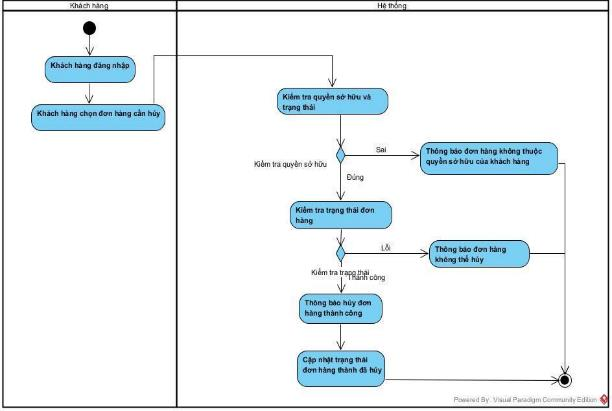 Khách hàng
Hệ thống
Khách hàng đăng nhập
Khách hàng chọn đơn hàng cần hủy
Kiểm tra quyền sở hữu và
trạng thái
Kiểm tra quyền sở hữu
Sai
Thông báo đơn hàng không thuộc
quyền sở hữu của khách hàng
Đúng
Kiểm tra trạng thái đơn
hàng
Lỗi
Thông báo đơn hàng
không thể hủy
Kiểm tra trạng thái
Thành công
Thông báo hủy đơn
hàng thành công
Cập nhật trạng thái
đơn hàng thành đã hủy
Powered By: Visual Paradigm Community Edition